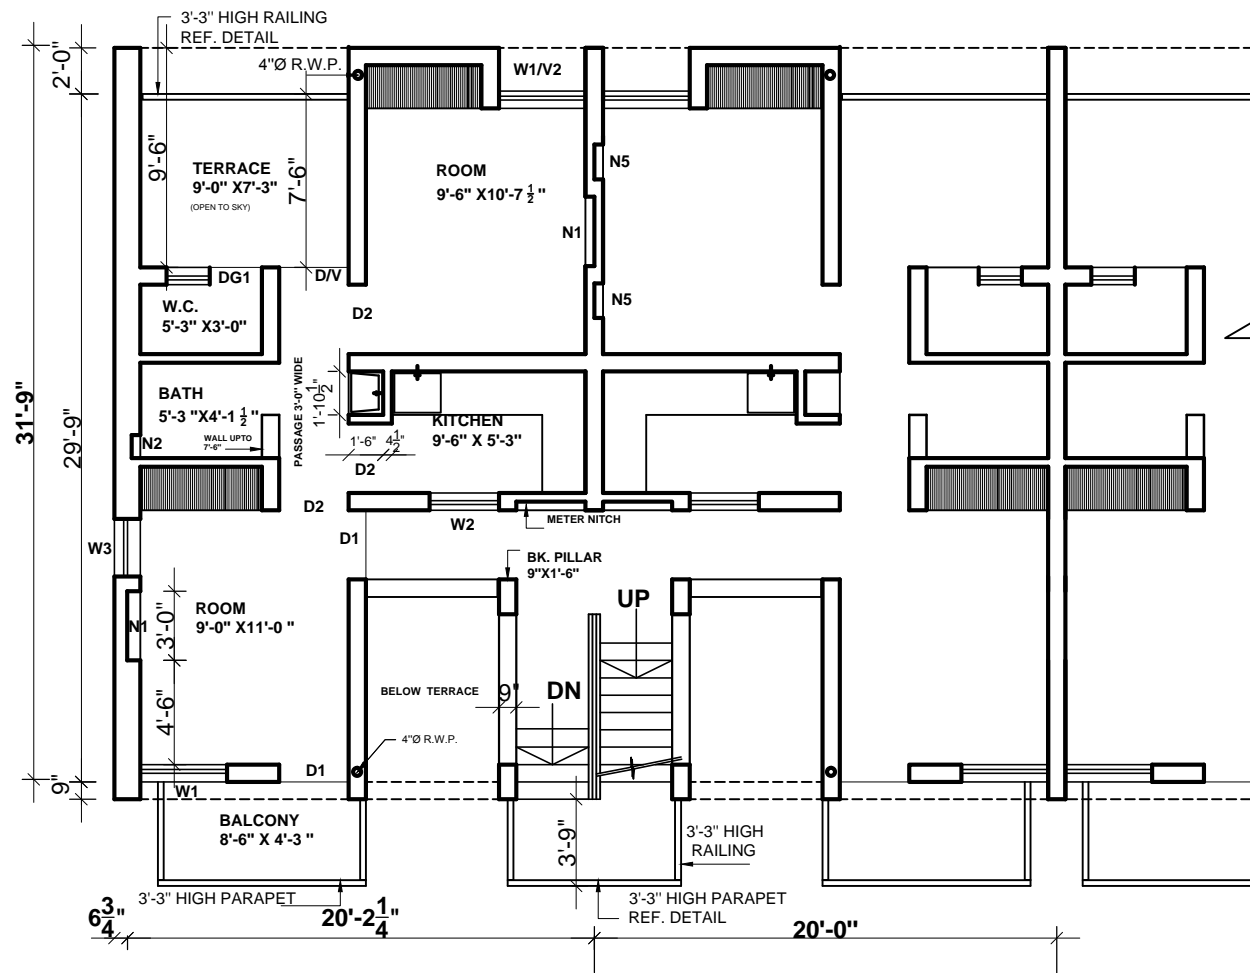 3'-3" HIGH RAILING
REF. DETAIL
4"Ø R.W.P.
W1/V2
2'-0"
9'-6"
7'-6"
TERRACE
9'-0" X7'-3"
(OPEN TO SKY)
ROOM
9'-6" X10'-7 1/2 "
N5
N1
N5
DG1
D/V
D2
W.C.
5'-3" X3'-0"
BATH
5'-3 "X4'-1 1/2 "
WALL UPTO
7'-6"
N2
PASSAGE 3'-0" WIDE
1'-10 1/2"
KITCHEN
9'-6" X 5'-3"
1'-6"
4 1/2"
D2
31'-9"
29'-9"
D2
D1
W2
METER NITCH
W3
BK. PILLAR
9"X1'-6"
ROOM
9'-0" X11'-0 "
N1
3'-0"
4'-6"
UP
DN
BELOW TERRACE
9"
4"Ø R.W.P.
D1
W1
9"
BALCONY
8'-6" X 4'-3 "
3'-9"
3'-3" HIGH
RAILING
3'-3" HIGH PARAPET
3'-3" HIGH PARAPET
REF. DETAIL
6 3/4"
20'-2 1/4"
20'-0"